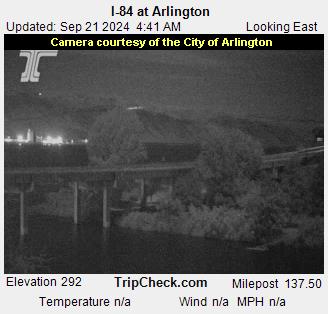 I-84 at Arlington
Updated: Sep 21 2024 4:41 AM Looking East
Camera courtesy of the City of Arlington
Elevation 292 TripCheck.com Milepost 137.50
Temperature n/a Wind n/a MPH n/a